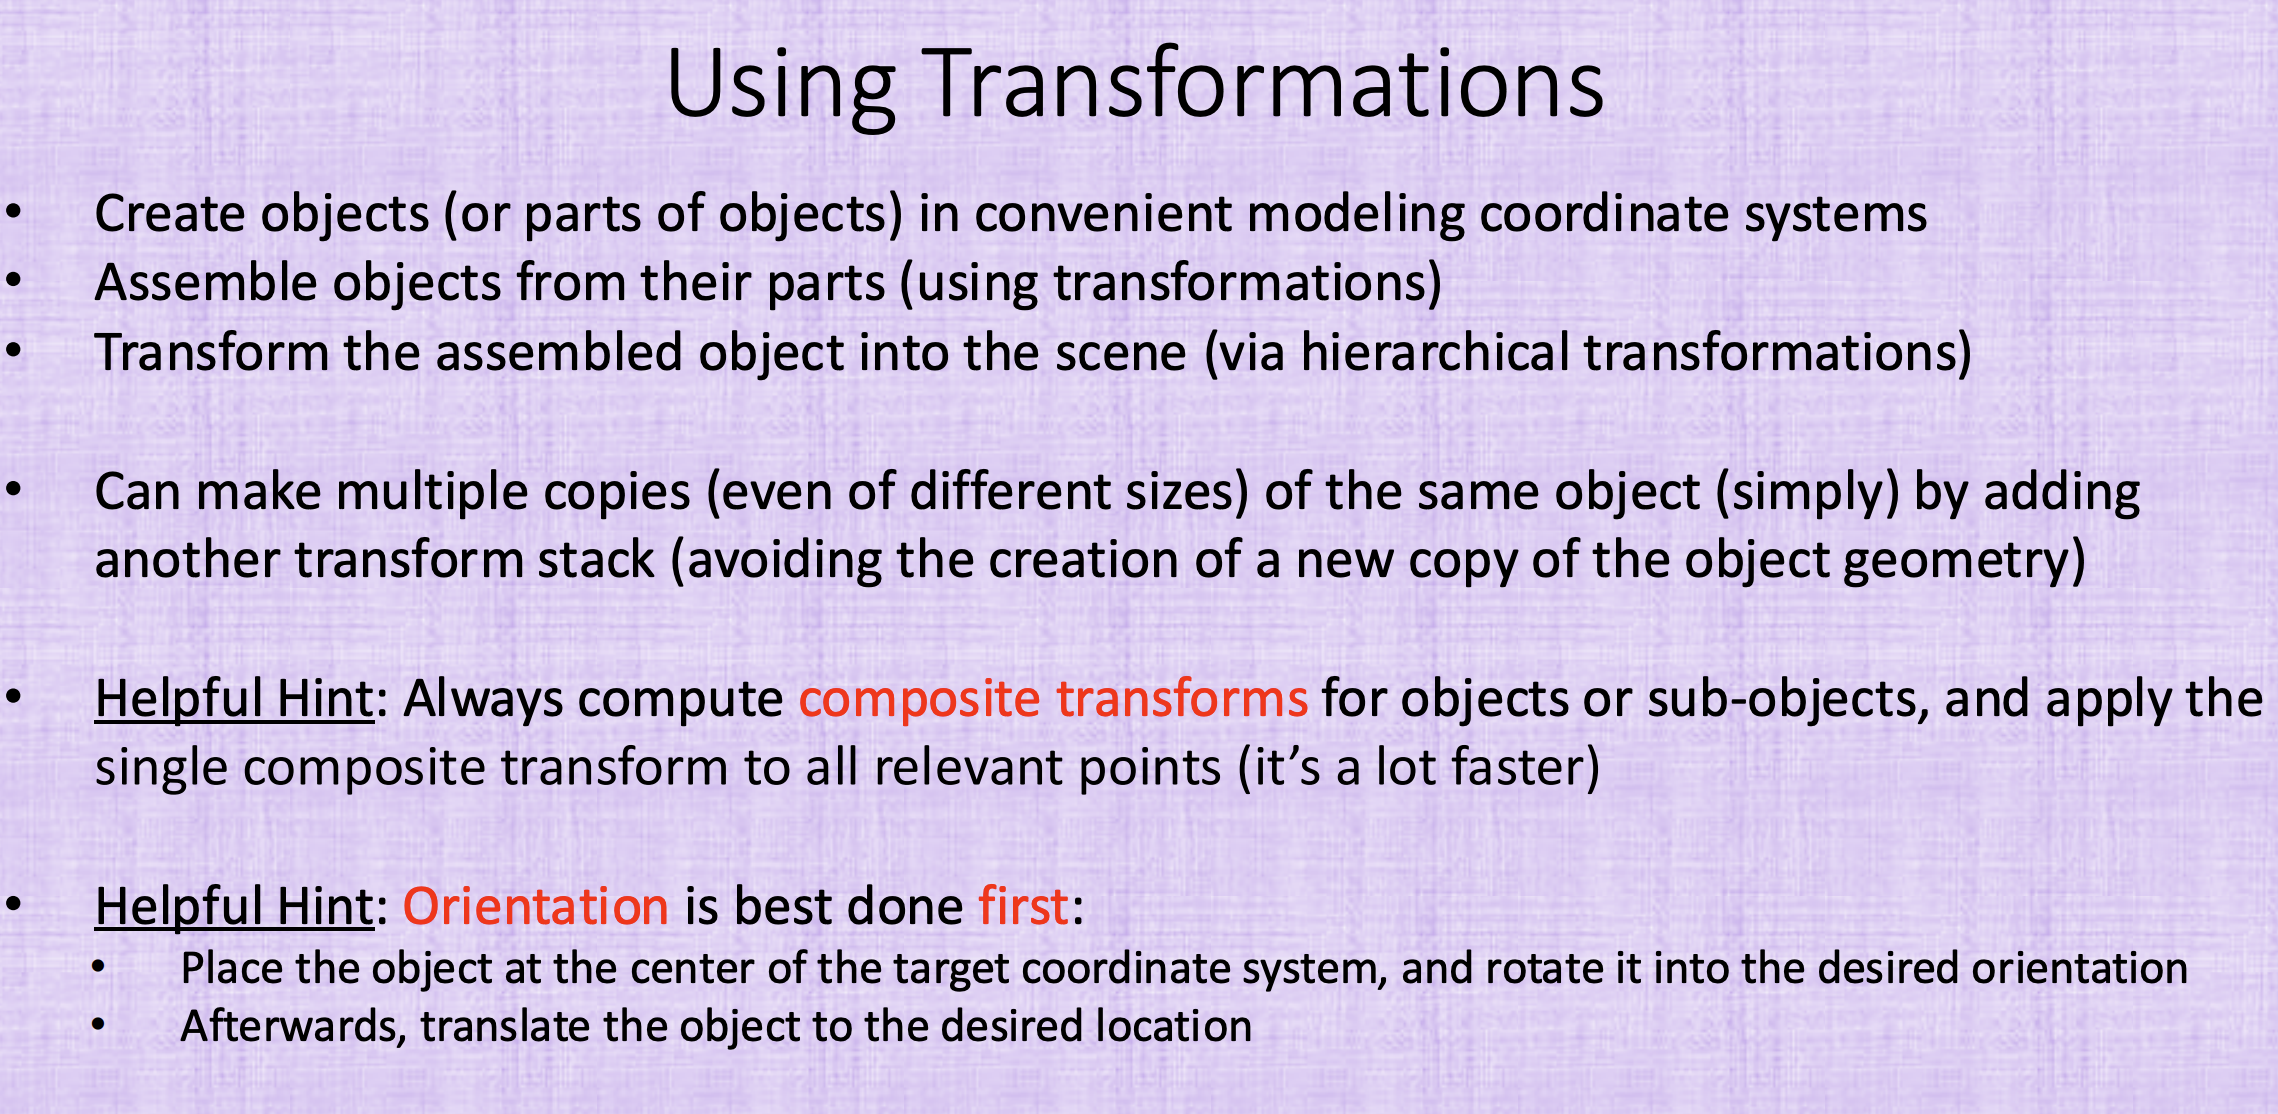 Using Transformations
• Create objects (or parts of objects) in convenient modeling coordinate systems
• Assemble objects from their parts (using transformations)
• Transform the assembled object into the scene (via hierarchical transformations)
• Can make multiple copies (even of different sizes) of the same object (simply) by adding
another transform stack (avoiding the creation of a new copy of the object geometry)
• Helpful Hint: Always compute composite transforms for objects or sub-objects, and apply the
single composite transform to all relevant points (it’s a lot faster)
• Helpful Hint: Orientation is best done first:
• Place the object at the center of the target coordinate system, and rotate it into the desired orientation
• Afterwards, translate the object to the desired location